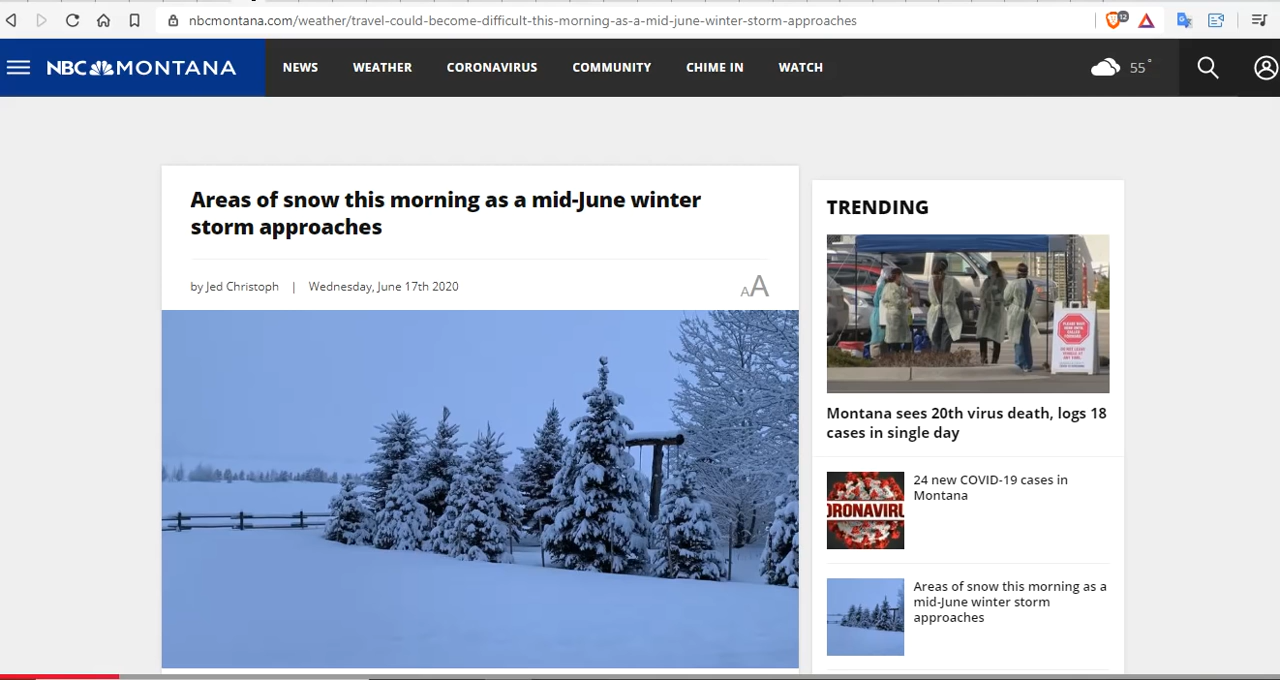 nbcmontana.com/weather/travel-could-become-difficult-this-morning-as-a-mid-june-winter-storm-approaches
12
NBC MONTANA
NEWS
WEATHER
CORONAVIRUS
COMMUNITY
CHIME IN
WATCH
55°
Areas of snow this morning as a mid-June winter
storm approaches
by Jed Christoph | Wednesday, June 17th 2020
AA
TRENDING
Montana sees 20th virus death, logs 18
cases in single day
24 new COVID-19 cases in
Montana
ORONAVIRU
Areas of snow this morning as a
mid-June winter storm
approaches